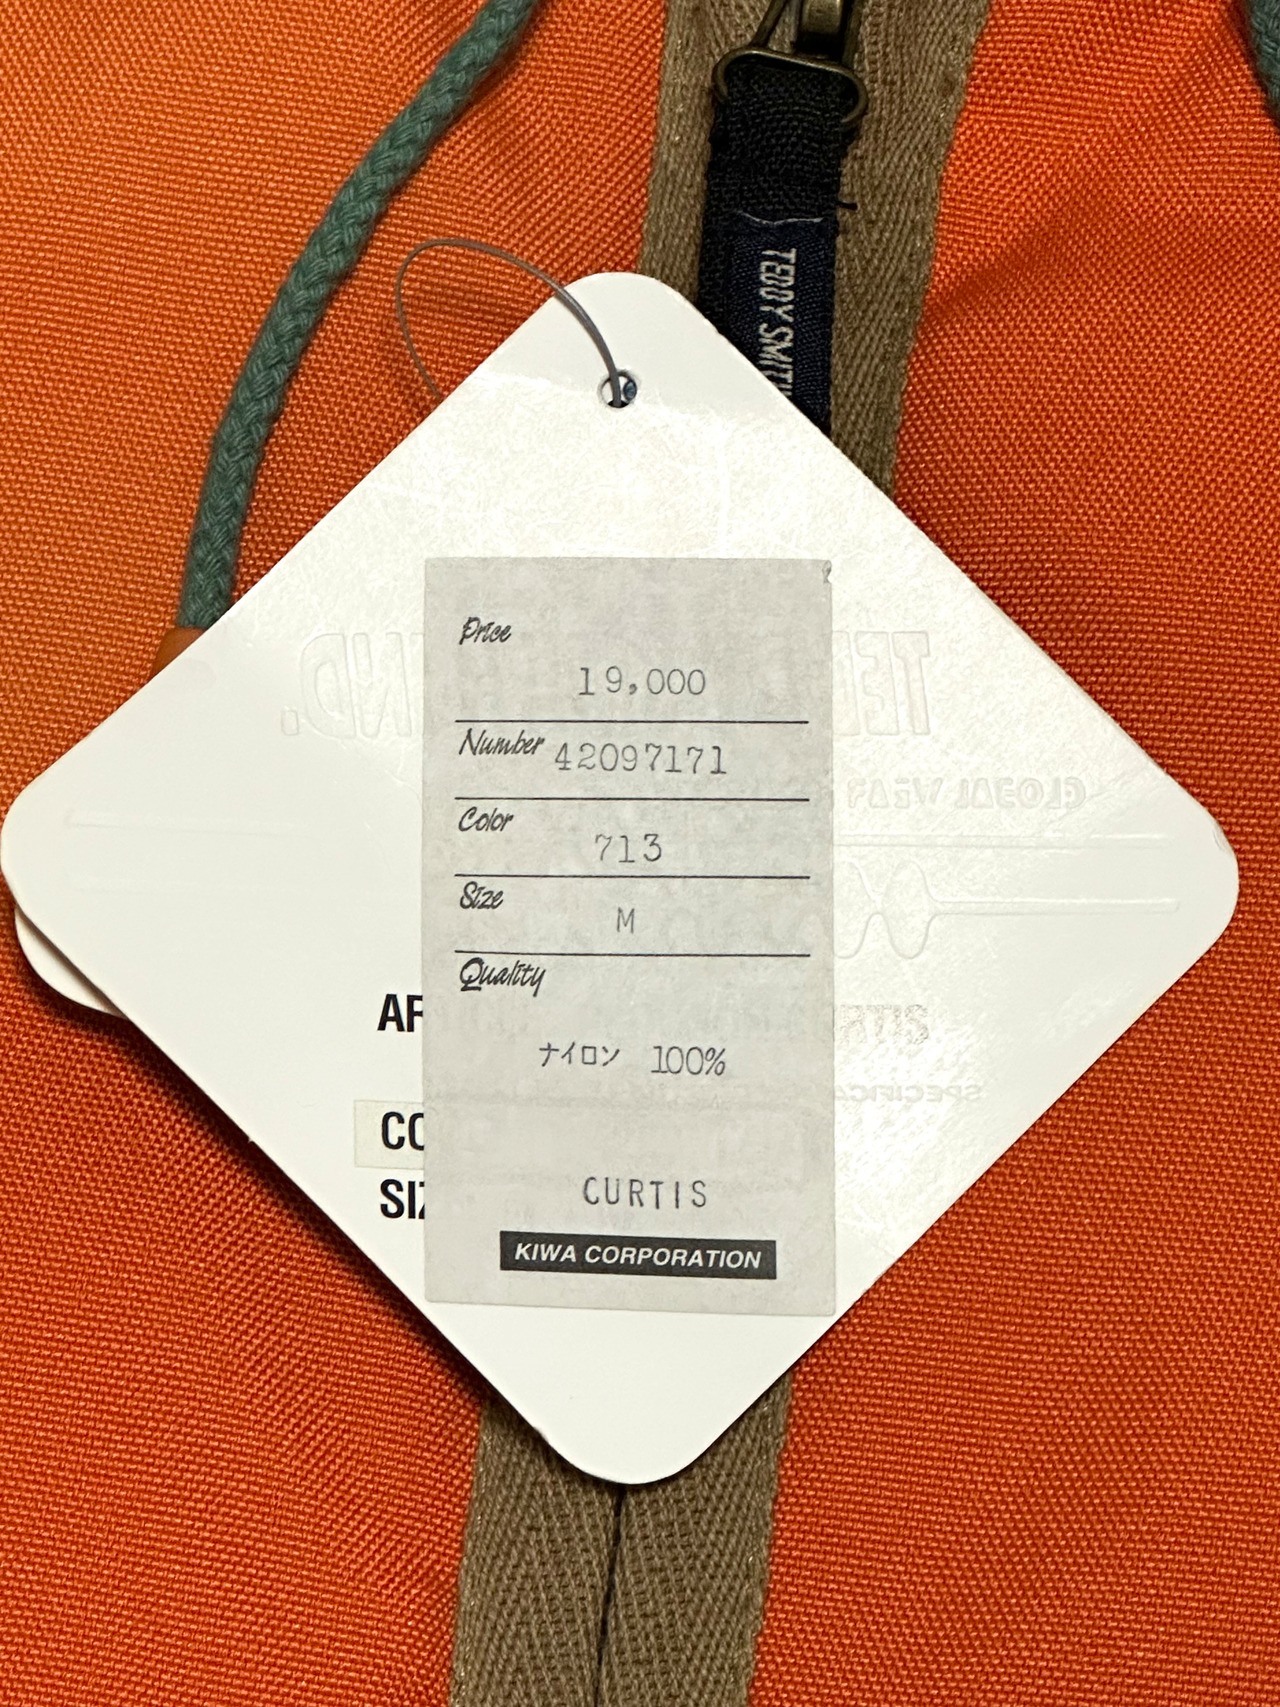 TEDDY SMITH
Price
19,000
Number 42097171
Color
713
Size
M
Quality
ナイロン 100%
CURTIS
KIWA CORPORATION
AF
CO
SIZ